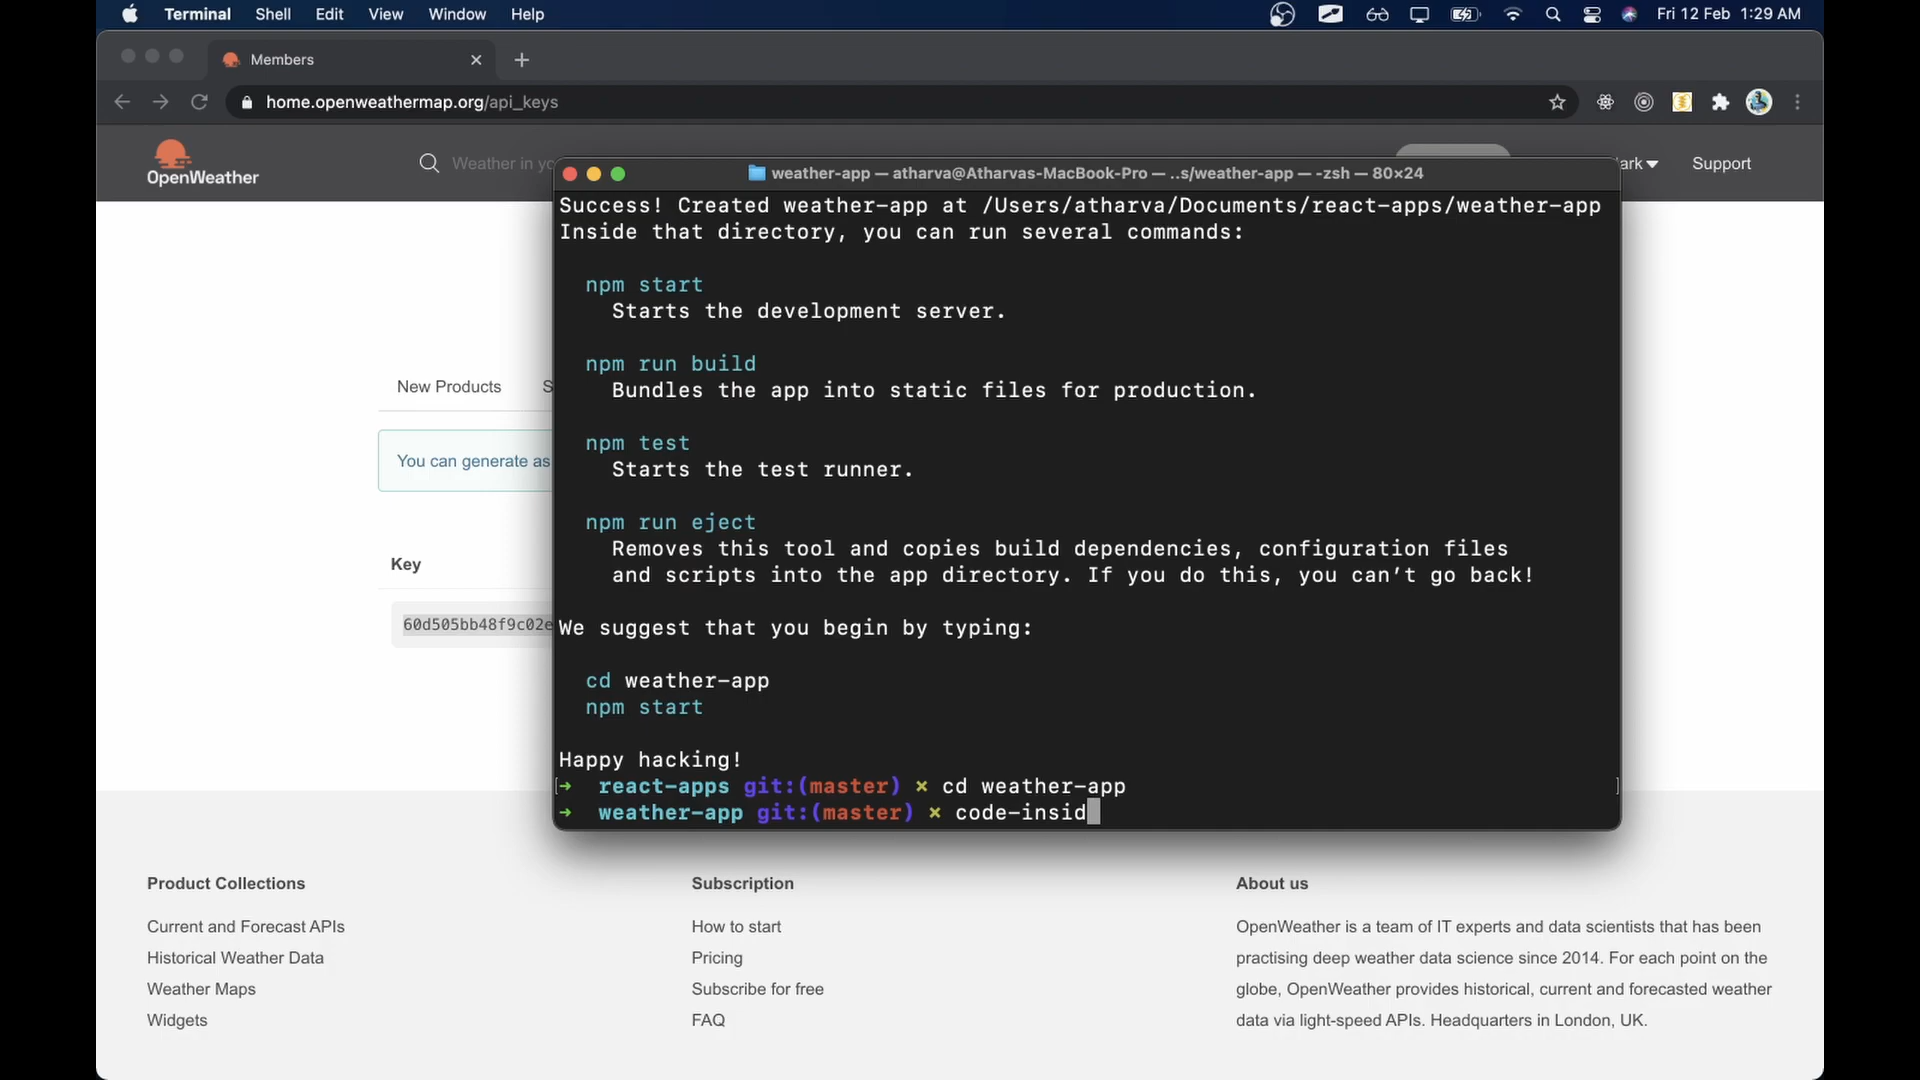 Terminal Shell Edit View Window Help Fri 12 Feb 1:29 AM
Members
home.openweathermap.org/api_keys
OpenWeather
Weather in yo
ark
Support
weather-app — atharva@Atharvas-MacBook-Pro — ..s/weather-app — -zsh — 80×24
Success! Created weather-app at /Users/atharva/Documents/react-apps/weather-app
Inside that directory, you can run several commands:
npm start
Starts the development server.
npm run build
Bundles the app into static files for production.
npm test
Starts the test runner.
npm run eject
Removes this tool and copies build dependencies, configuration files
and scripts into the app directory. If you do this, you can’t go back!
We suggest that you begin by typing:
cd weather-app
npm start
Happy hacking!
➜ react-apps git:(master) × cd weather-app
➜ weather-app git:(master) × code-insid
New Products S
You can generate as
Key
60d505bb48f9c02e
Product Collections
Current and Forecast APIs
Historical Weather Data
Weather Maps
Widgets
Subscription
How to start
Pricing
Subscribe for free
FAQ
About us
OpenWeather is a team of IT experts and data scientists that has been
practising deep weather data science since 2014. For each point on the
globe, OpenWeather provides historical, current and forecasted weather
data via light-speed APIs. Headquarters in London, UK.